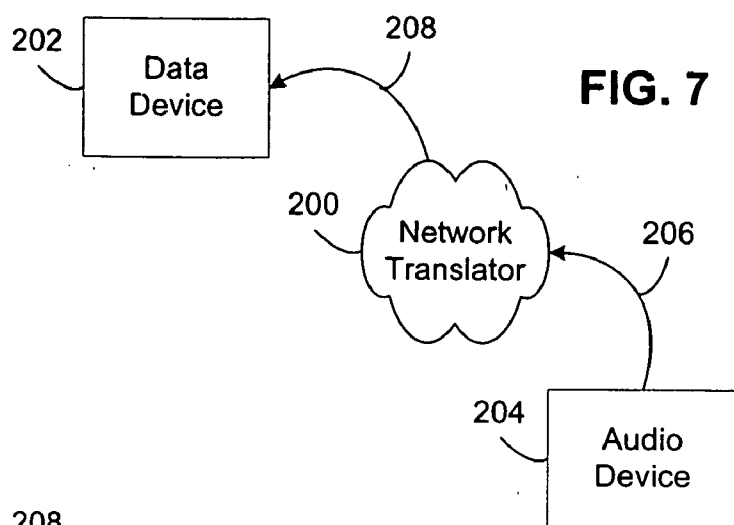 202
Data
Device
208
FIG. 7
200
Network
Translator
206
204
Audio
Device
208